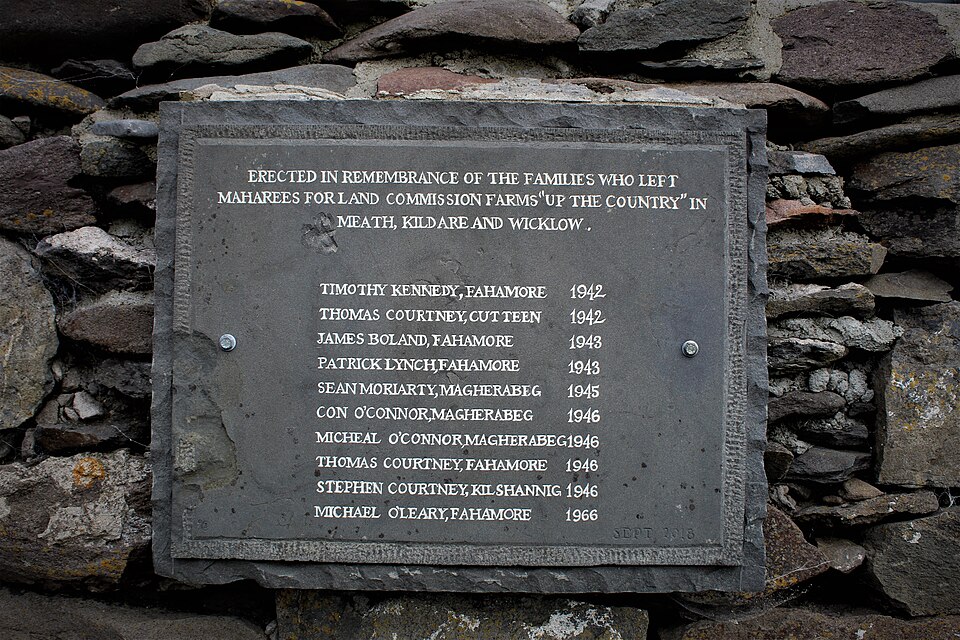 ERECTED IN REMEMBRANCE OF THE FAMILIES WHO LEFT
MAHAREES FOR LAND COMMISSION FARMS "UP THE COUNTRY" IN
MEATH, KILDARE AND WICKLOW.
TIMOTHY KENNEDY, FAHAMORE 1942
THOMAS COURTNEY, CUTTEEN 1942
JAMES BOLAND, FAHAMORE 1943
PATRICK LYNCH, FAHAMORE 1943
SEAN MORIARTY, MAGHERABEG 1945
CON O'CONNOR, MAGHERABEG 1946
MICHEAL O'CONNOR, MAGHERABEG 1946
THOMAS COURTNEY, FAHAMORE 1946
STEPHEN COURTNEY, KILSHANNIG 1946
MICHAEL O'LEARY, FAHAMORE 1966
SEPT